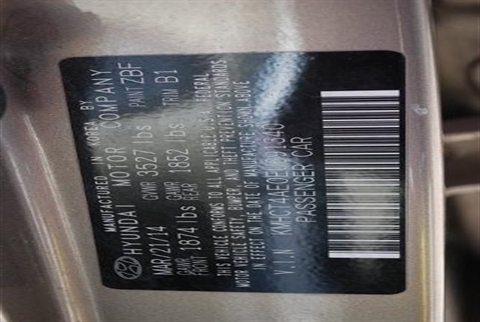 MANUFACTURED IN KOREA BY
HYUNDAI MOTOR COMPANY
MAR/21/14 GVWR 3527 lbs PAINT ZBF
GAWR FRONT 1874 lbs GAWR REAR 1852 lbs TRIM B1
THIS VEHICLE CONFORMS TO ALL APPLICABLE U.S.A. FEDERAL
MOTOR VEHICLE SAFETY, BUMPER, AND THEFT PREVENTION STANDARDS
IN EFFECT ON THE DATE OF MANUFACTURE SHOWN ABOVE
V.I.N
PASSENGER CAR